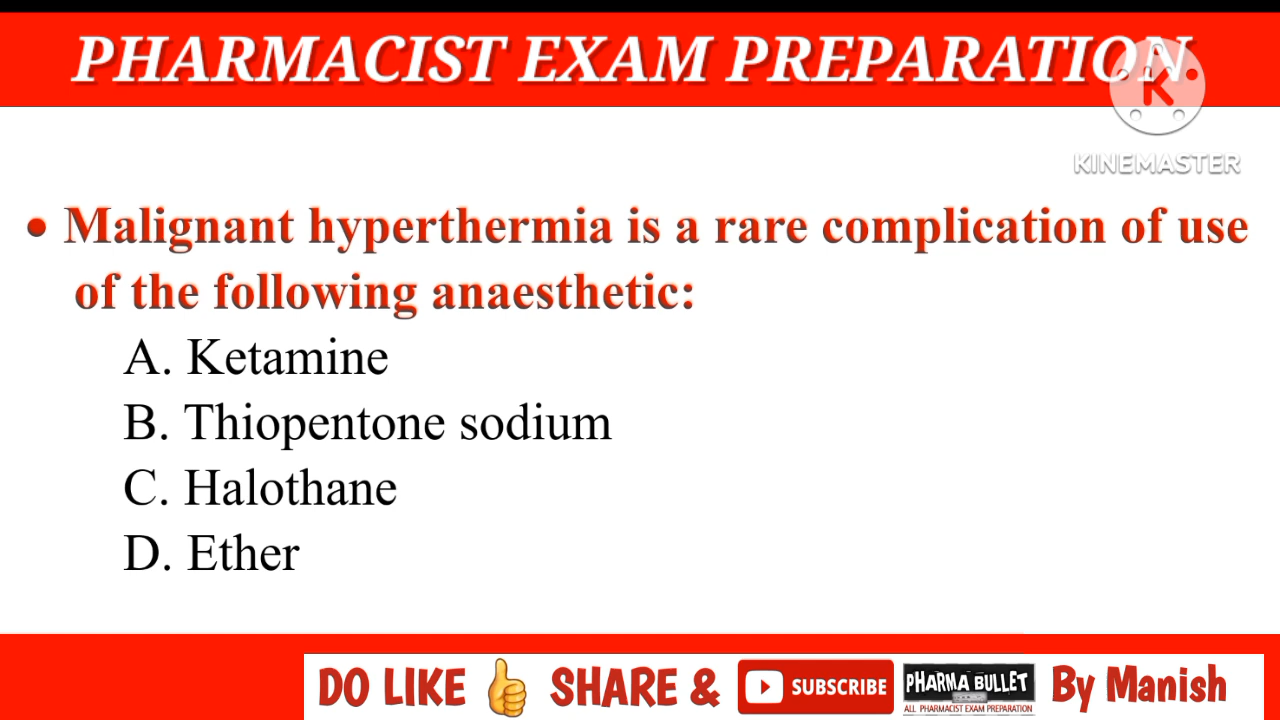 PHARMACIST EXAM PREPARATION
K
KINEMASTER
• Malignant hyperthermia is a rare complication of use
of the following anaesthetic:
A. Ketamine
B. Thiopentone sodium
C. Halothane
D. Ether
DO LIKE SHARE & SUBSCRIBE PHARMA BULLET By Manish
ALL PHARMACIST EXAM PREPARATION